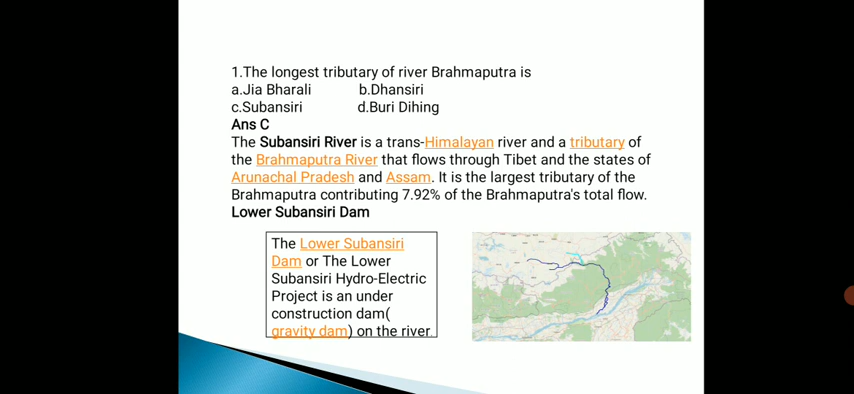 1.The longest tributary of river Brahmaputra is
a.Jia Bharali b.Dhansiri
c.Subansiri d.Buri Dihing
Ans C
The Subansiri River is a trans-Himalayan river and a tributary of
the Brahmaputra River that flows through Tibet and the states of
Arunachal Pradesh and Assam. It is the largest tributary of the
Brahmaputra contributing 7.92% of the Brahmaputra's total flow.
Lower Subansiri Dam
The Lower Subansiri
Dam or The Lower
Subansiri Hydro-Electric
Project is an under
construction dam(
gravity dam) on the river.